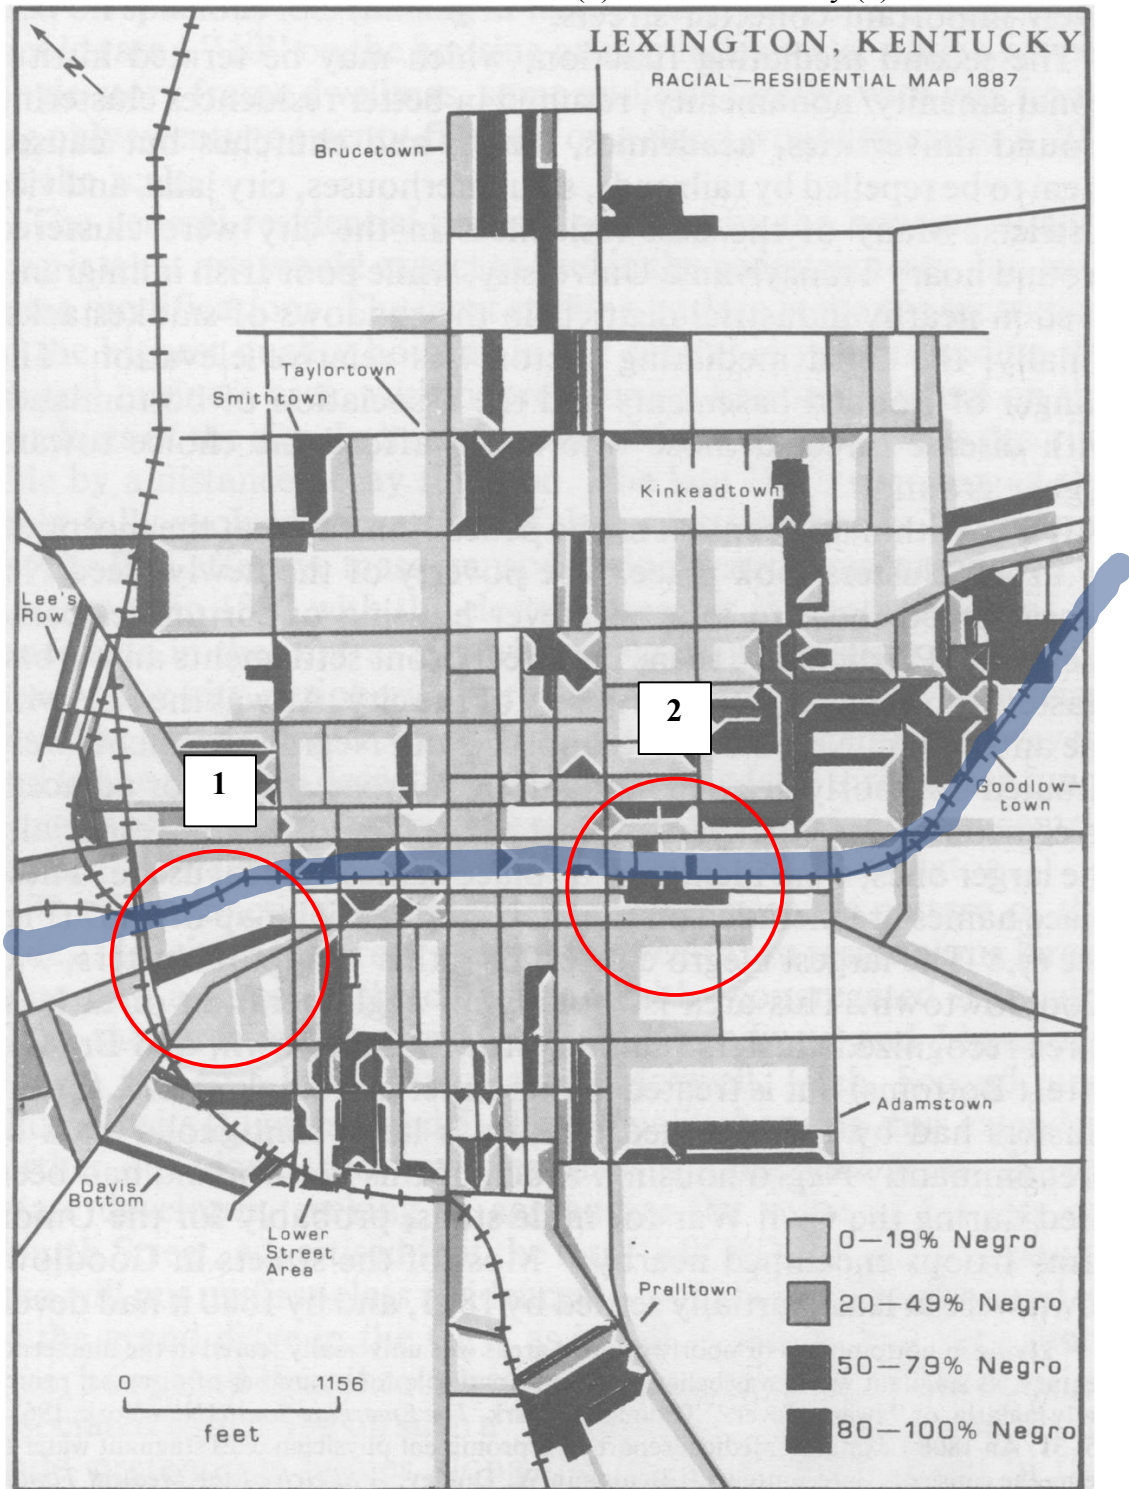 LEXINGTON, KENTUCKY
RACIAL—RESIDENTIAL MAP 1887
N
Brucetown
Taylortown
Smithtown
Kinkeadtown
Lee's
Row
2
1
Goodlow-
town
Adamstown
Davis
Bottom
Lower
Street
Area
Pralltown
0—19% Negro
20—49% Negro
50—79% Negro
80—100% Negro
0 1156
feet